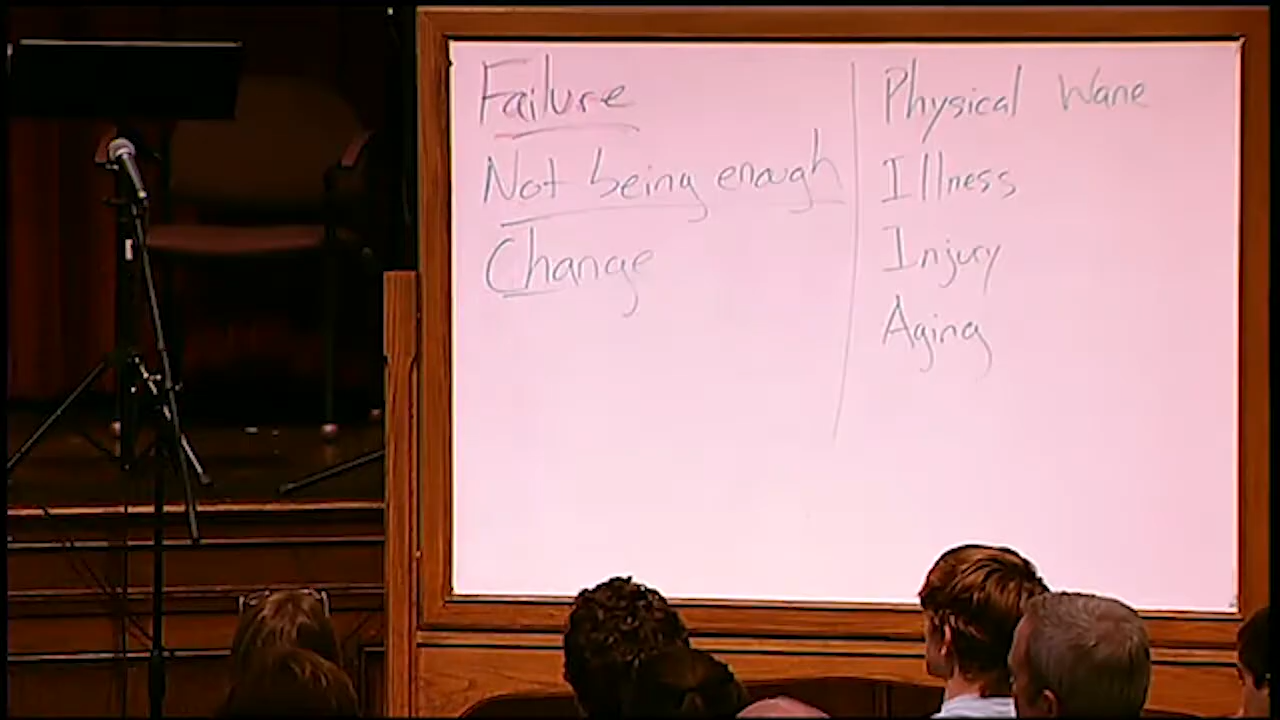 Failure
Not being enough
Change
Physical Wane
Illness
Injury
Aging